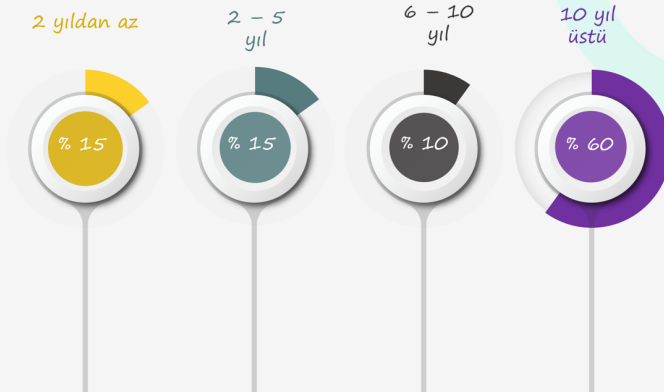 2 yıldan az
2 – 5
yıl
6 – 10
yıl
10 yıl
üstü
% 15
% 15
% 10
% 60